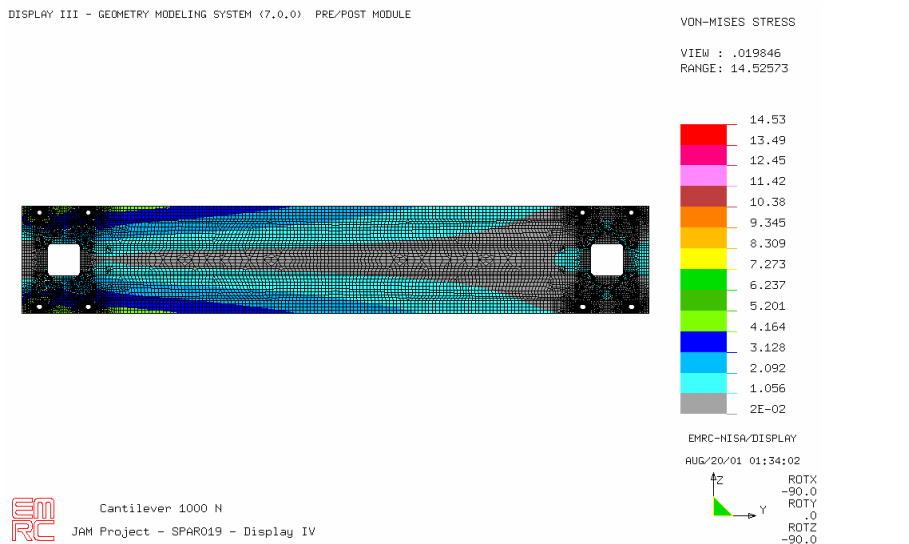 DISPLAY III - GEOMETRY MODELING SYSTEM (7.0.0) PRE/POST MODULE
VON-MISES STRESS
VIEW : .019846
RANGE: 14.52573
14.53
13.49
12.45
11.42
10.38
9.345
8.309
7.273
6.237
5.201
4.164
3.128
2.092
1.056
2E-02
EMRC-NISA/DISPLAY
AUG/20/01 01:34:02
Z
Y
ROTX
-90.0
ROTY
.0
ROTZ
-90.0
EM
RC
Cantilever 1000 N
JAM Project - SPAR019 - Display IV